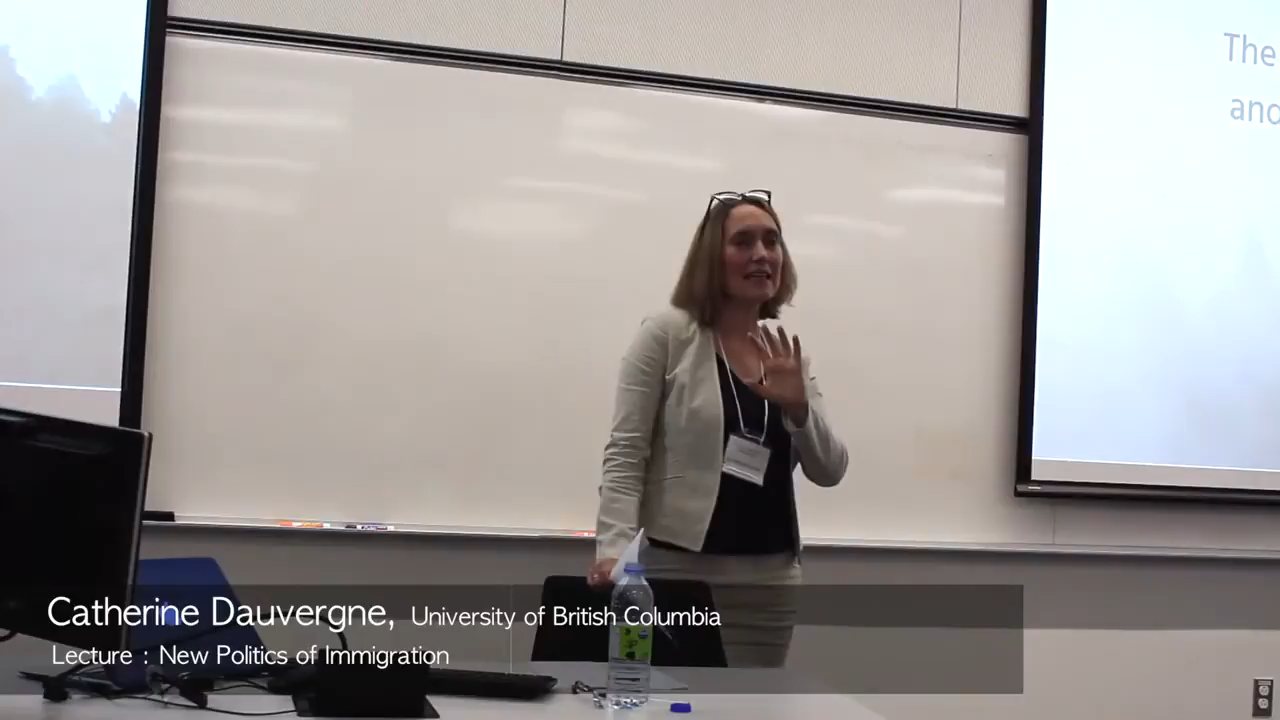 The
and
Catherine Dauvergne, University of British Columbia
Lecture : New Politics of Immigration